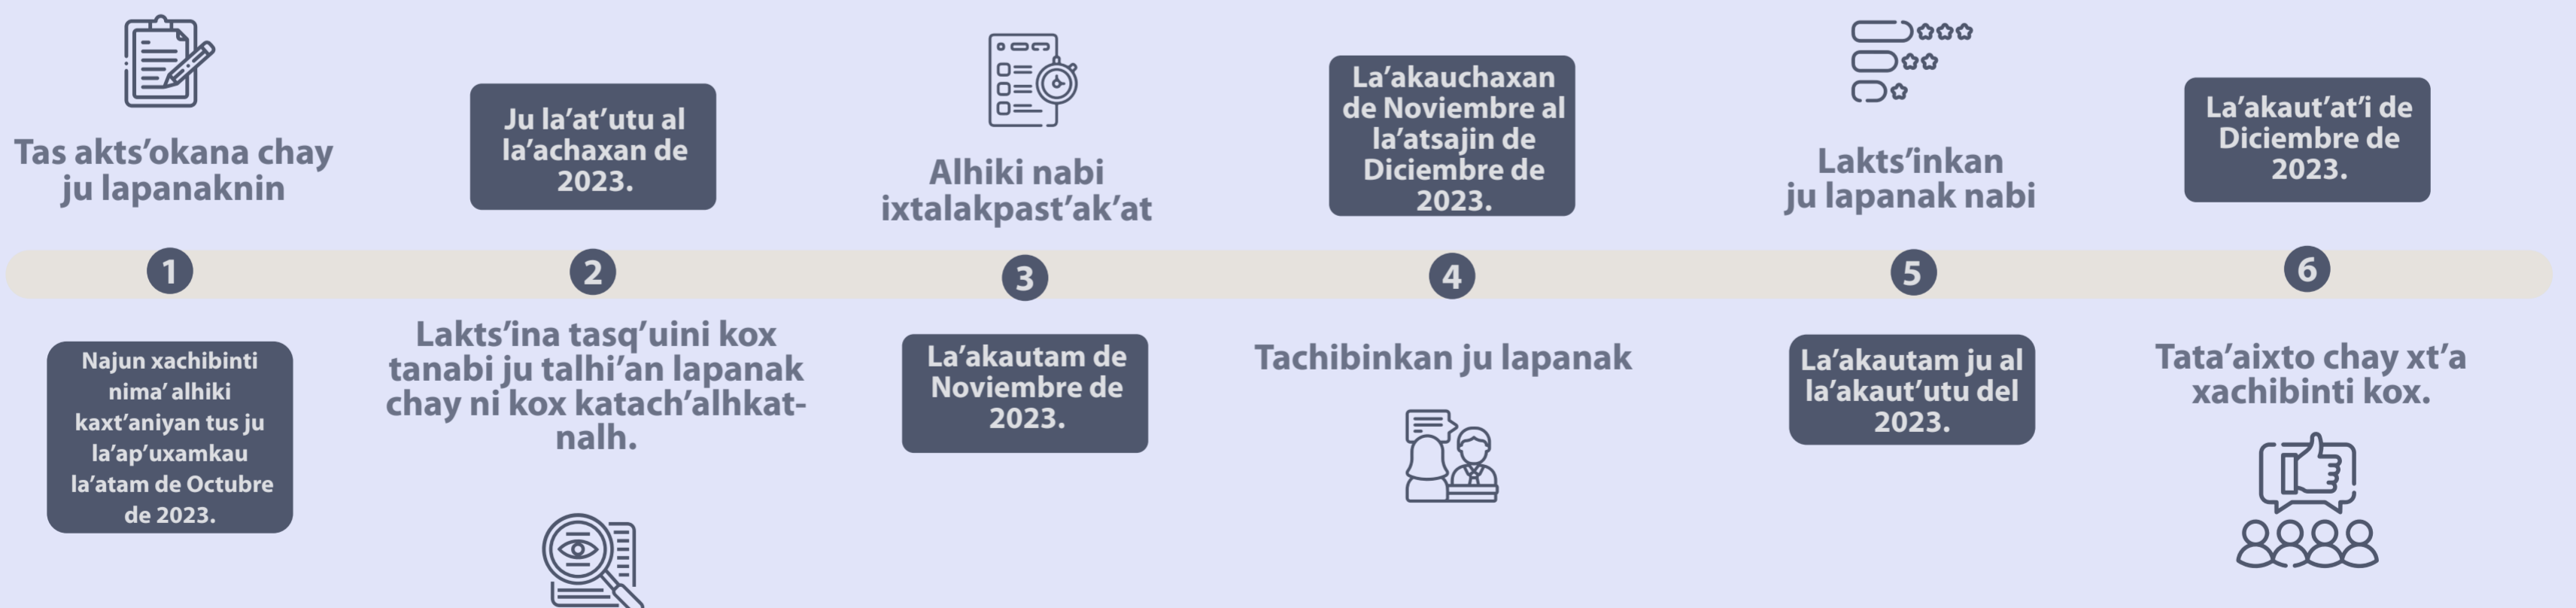 Tas akts'okana chay
ju lapanaknin
1
Najun xachibinti
nima' alhiki
kaxt'aniyan tus ju
la'ap'uxamkau
la'atam de Octubre
de 2023.
Ju la'at'utu al
la'achaxan de
2023.
2
Lakts'ina tasq'uini kox
tanabi ju talhi'an lapanak
chay ni kox katach'alhkat-
nalh.
Alhiki nabi
ixtalakpast'ak'at
3
La'akautam de
Noviembre de
2023.
La'akauchaxan
de Noviembre al
la'atsajin de
Diciembre de
2023.
4
Tachibinkan ju lapanak
Lakts'inkan
ju lapanak nabi
5
La'akautam ju al
la'akaut'utu del
2023.
La'akaut'at'i de
Diciembre de
2023.
6
Tata'aixto chay xt'a
xachibinti kox.